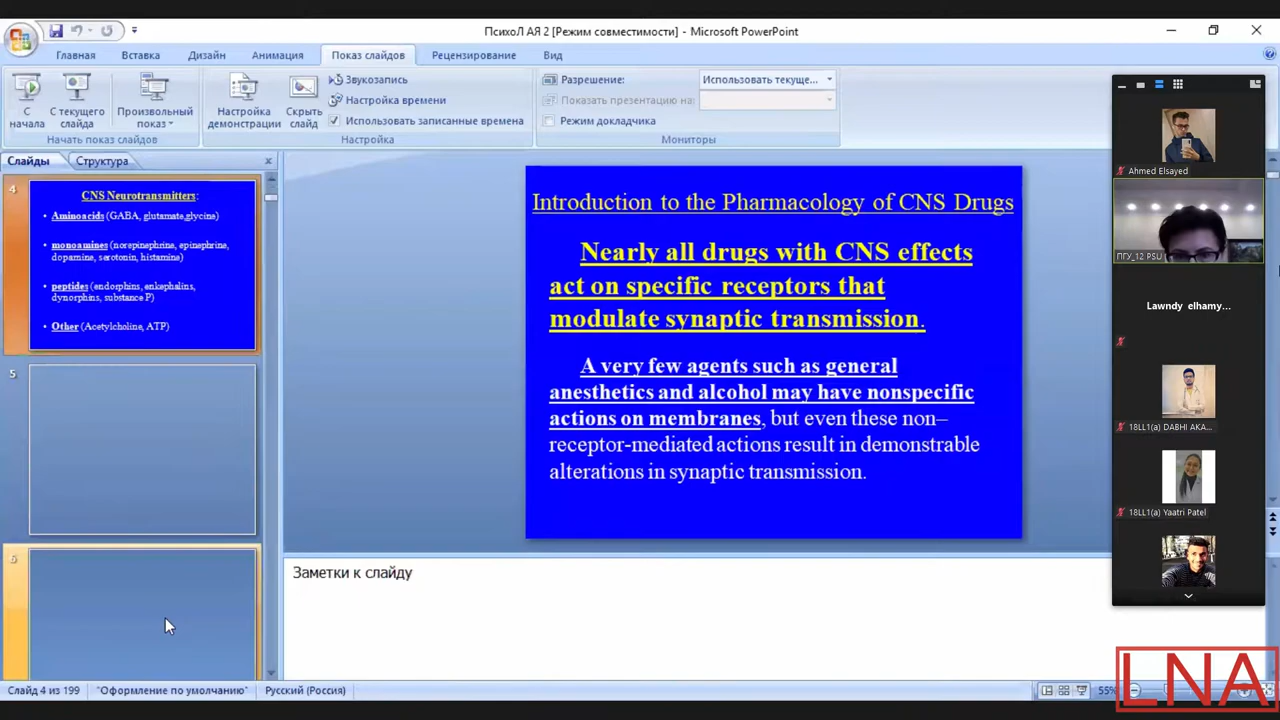 ПсихоЛ АЯ 2 [Режим совместимости] - Microsoft PowerPoint
Главная Вставка Дизайн Анимация Показ слайдов Рецензирование Вид
С начала
С текущего слайда
Произвольный показ
Начать показ слайдов
Настройка демонстрации
Скрыть слайд
Звукозапись
Настройка времени
Использовать записанные времена
Настройка
Разрешение: Использовать текуще...
Показать презентацию на:
Режим докладчика
Мониторы
Слайды Структура
4
CNS Neurotransmitters:
• Aminoacids (GABA, glutamate,glycine)
• monoamines (norepinephrine, epinephrine,
dopamine, serotonin, histamine)
• peptides (endorphins, enkephalins,
dynorphins, substance P)
• Other (Acetylcholine, ATP)
5
6
Introduction to the Pharmacology of CNS Drugs
Nearly all drugs with CNS effects
act on specific receptors that
modulate synaptic transmission.
A very few agents such as general
anesthetics and alcohol may have nonspecific
actions on membranes, but even these non–
receptor-mediated actions result in demonstrable
alterations in synaptic transmission.
Заметки к слайду
Ahmed Elsayed
ПГУ_12 PSU
Lawndy elhamy...
18LL1(a) DABHI AKA...
18LL1(a) Yaatri Patel
Слайд 4 из 199 "Оформление по умолчанию" Русский (Россия) 55%
LNA